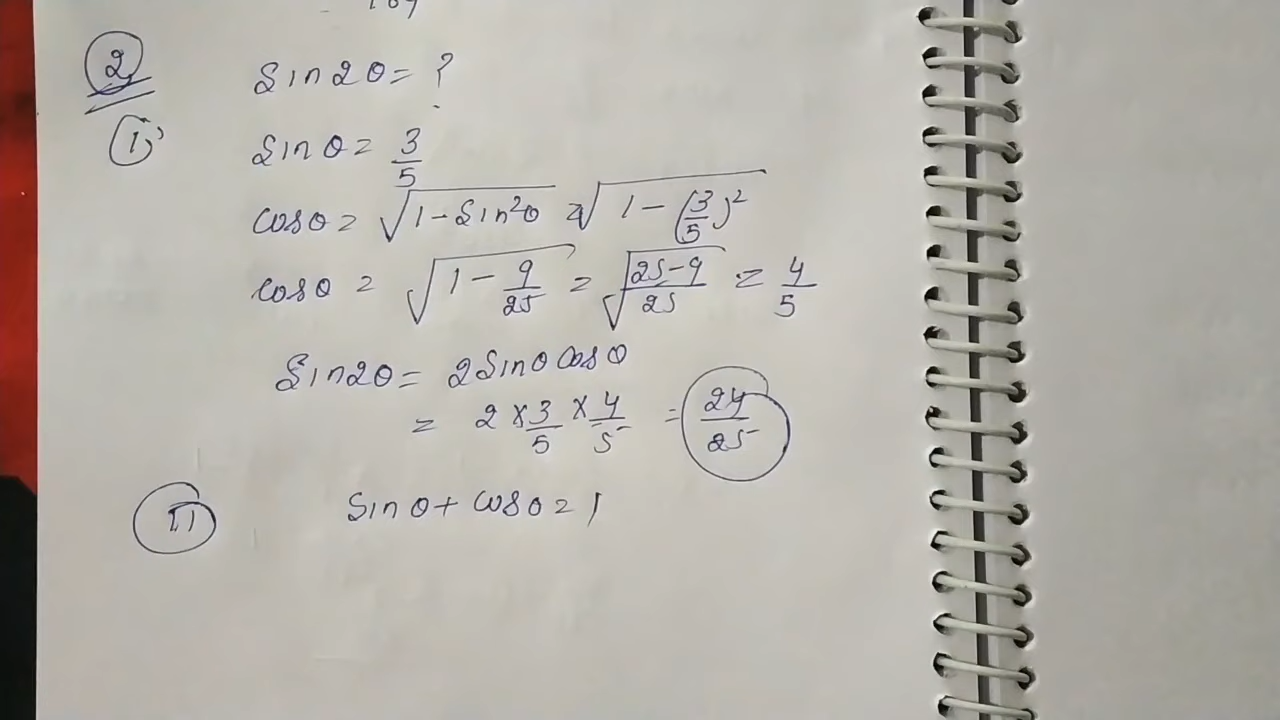 2 Sin2θ = ?
(i) Sinθ = 3/5
cosθ = √(1-Sin²θ) = √(1-(3/5)²)
cosθ = √(1-9/25) = √((25-9)/25) = 4/5
Sin2θ = 2Sinθ Cosθ
= 2 × 3/5 × 4/5 = 24/25
(ii) Sinθ + Cosθ = 1